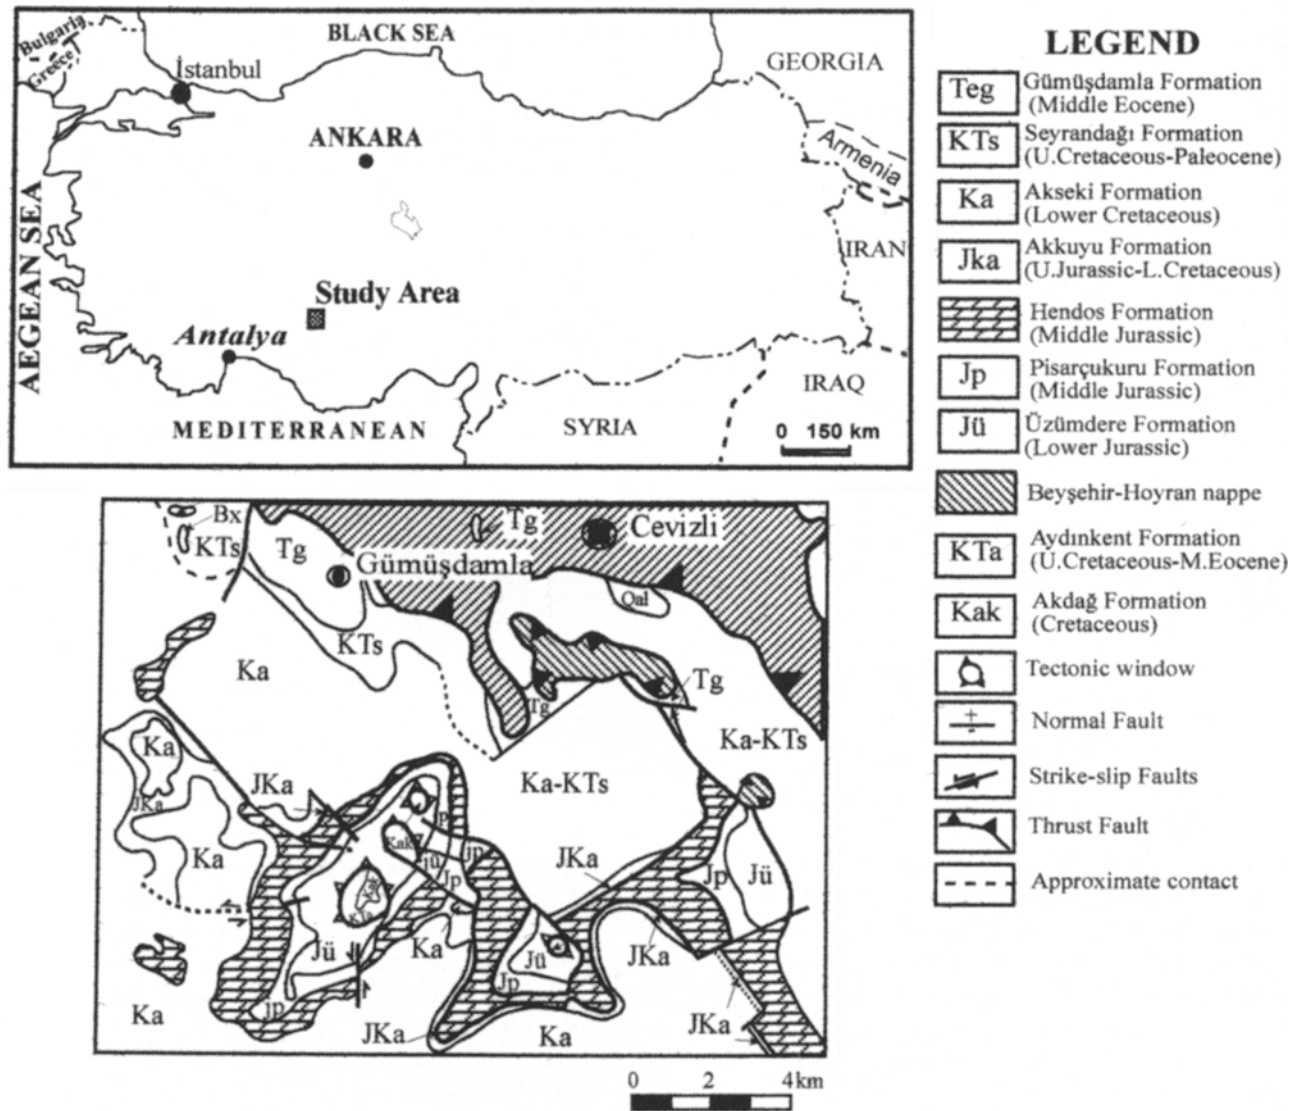 BLACK SEA
Bulgaria
Greece
İstanbul
GEORGIA
ANKARA
Armenia
AEGEAN SEA
IRAN
Study Area
Antalya
IRAQ
SYRIA
MEDITERRANEAN
0 150 km
LEGEND
Teg Gümüşdamla Formation
(Middle Eocene)
KTs Seyrandağı Formation
(U.Cretaceous-Paleocene)
Ka Akseki Formation
(Lower Cretaceous)
Jka Akkuyu Formation
(U.Jurassic-L.Cretaceous)
Hendos Formation
(Middle Jurassic)
Jp Pisarçukuru Formation
(Middle Jurassic)
Jü Üzümdere Formation
(Lower Jurassic)
Beyşehir-Hoyran nappe
KTa Aydınkent Formation
(U.Cretaceous-M.Eocene)
Kak Akdağ Formation
(Cretaceous)
Tectonic window
Normal Fault
Strike-slip Faults
Thrust Fault
Approximate contact
Bx
KTs
Tg
Tg
Cevizli
Gümüşdamla
Qal
KTs
Ka
Tg
Tg
Ka-KTs
Ka
JKa
JKa
Ka-KTs
Ka
Kak
Jü
Jp
Jp
Jp
JKa
Jp
Jü
KTa
Ka
Jü
Jü
Jp
JKa
jp
Ka
JKa
Ka
JKa
0 2 4km